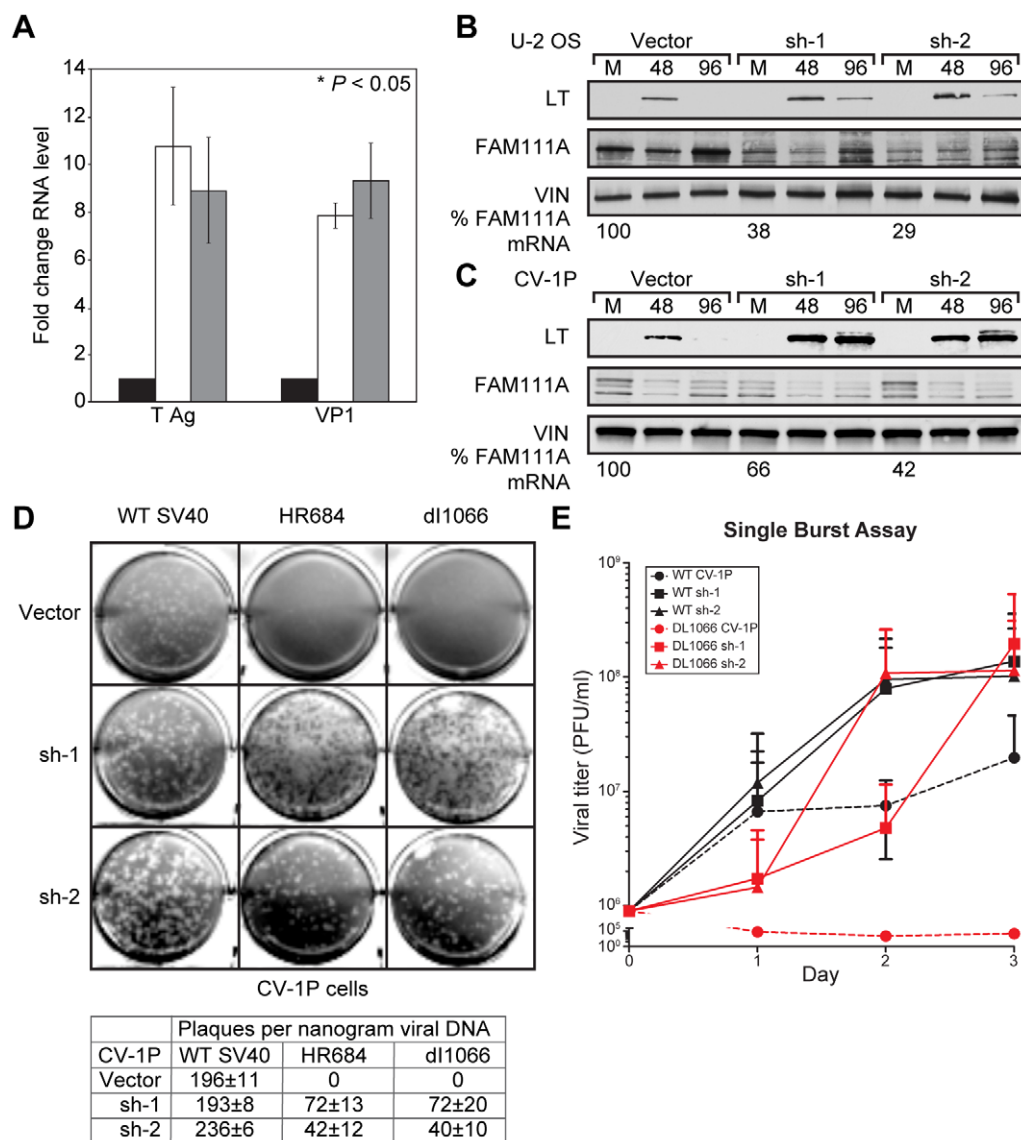 A
* P < 0.05
Fold change RNA level
14
12
10
8
6
4
2
0
T Ag VP1
B
U-2 OS Vector sh-1 sh-2
M 48 96 M 48 96 M 48 96
LT
FAM111A
VIN
% FAM111A
mRNA
100 38 29
C
CV-1P Vector sh-1 sh-2
M 48 96 M 48 96 M 48 96
LT
FAM111A
VIN
% FAM111A
mRNA
100 66 42
D
WT SV40 HR684 dl1066
Vector
sh-1
sh-2
CV-1P cells
Plaques per nanogram viral DNA
CV-1P WT SV40 HR684 dl1066
Vector 196±11 0 0
sh-1 193±8 72±13 72±20
sh-2 236±6 42±12 40±10
E
Single Burst Assay
WT CV-1P
WT sh-1
WT sh-2
DL1066 CV-1P
DL1066 sh-1
DL1066 sh-2
Viral titer (PFU/ml)
10⁹
10⁸
10⁷
10⁶
10⁵
10⁰
0 1 2 3
Day